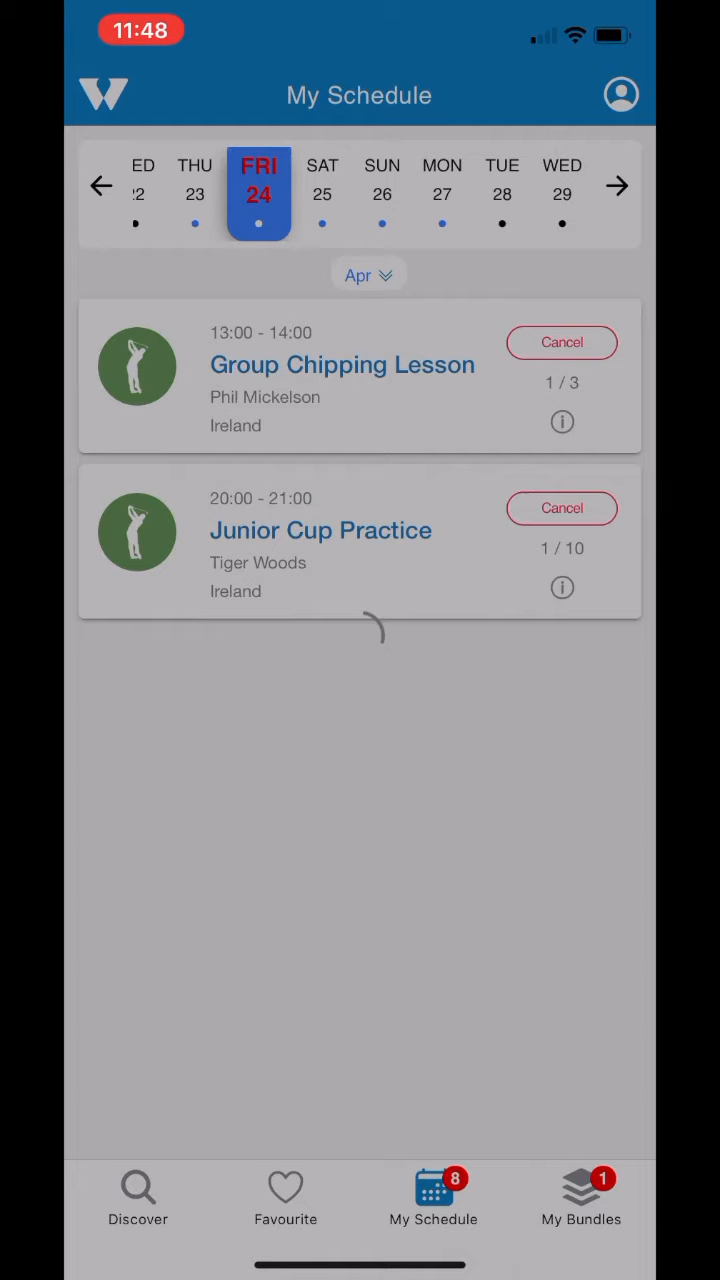 11:48
My Schedule
ED THU FRI SAT SUN MON TUE WED
22 23 24 25 26 27 28 29
Apr
13:00 - 14:00
Group Chipping Lesson
Phil Mickelson
Ireland
Cancel
1 / 3
20:00 - 21:00
Junior Cup Practice
Tiger Woods
Ireland
Cancel
1 / 10
8
1
Discover
Favourite
My Schedule
My Bundles